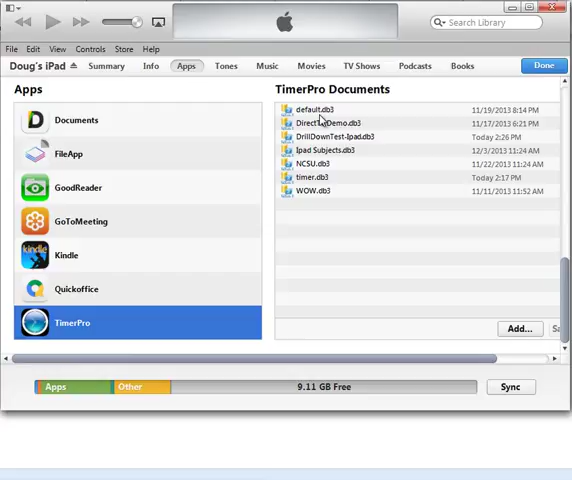 Search Library
File Edit View Controls Store Help
Doug's iPad Summary Info Apps Tones Music Movies TV Shows Podcasts Books Done
Apps
Documents
FileApp
GoodReader
GoToMeeting
kindle
Kindle
Quickoffice
TimerPro
TimerPro Documents
default.db3 11/19/2013 8:14 PM
Demo.db3 11/17/2013 6:21 PM
DrillDownTest-Ipad.db3 Today 2:26 PM
Ipad Subjects.db3 12/3/2013 11:24 AM
NCSU.db3 11/22/2013 11:24 AM
timer.db3 Today 2:17 PM
WOW.db3 11/11/2013 11:52 AM
Add... Sa
Apps Other 9.11 GB Free Sync